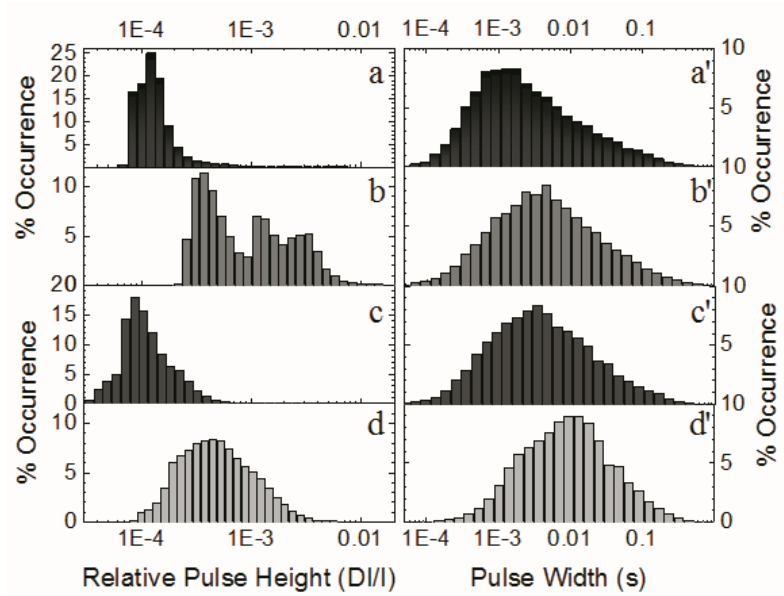 1E-4 1E-3 0.01 1E-4 1E-3 0.01 0.1
25 a a' 10
20
15 5
10
5
10 b b' 10
5 5
20 c c' 10
15
10 5
5
0
10 d d' 10
5 5
0 0
% Occurrence % Occurrence
% Occurrence % Occurrence
1E-4 1E-3 0.01 1E-4 1E-3 0.01 0.1
Relative Pulse Height (DI/I) Pulse Width (s)